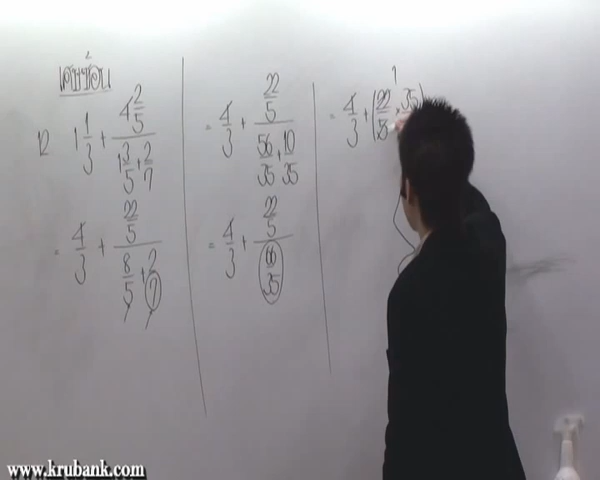 เศษซ้อน
12 1 1/3 + (4 2/5)/(1 3/5 + 2/7)
= 4/3 + (22/5)/(8/5 + 2/7)
= 4/3 + (22/5)/(56/35 + 10/35)
= 4/3 + (22/5)/(66/35)
= 4/3 + (22/5 × 35
www.krubank.com